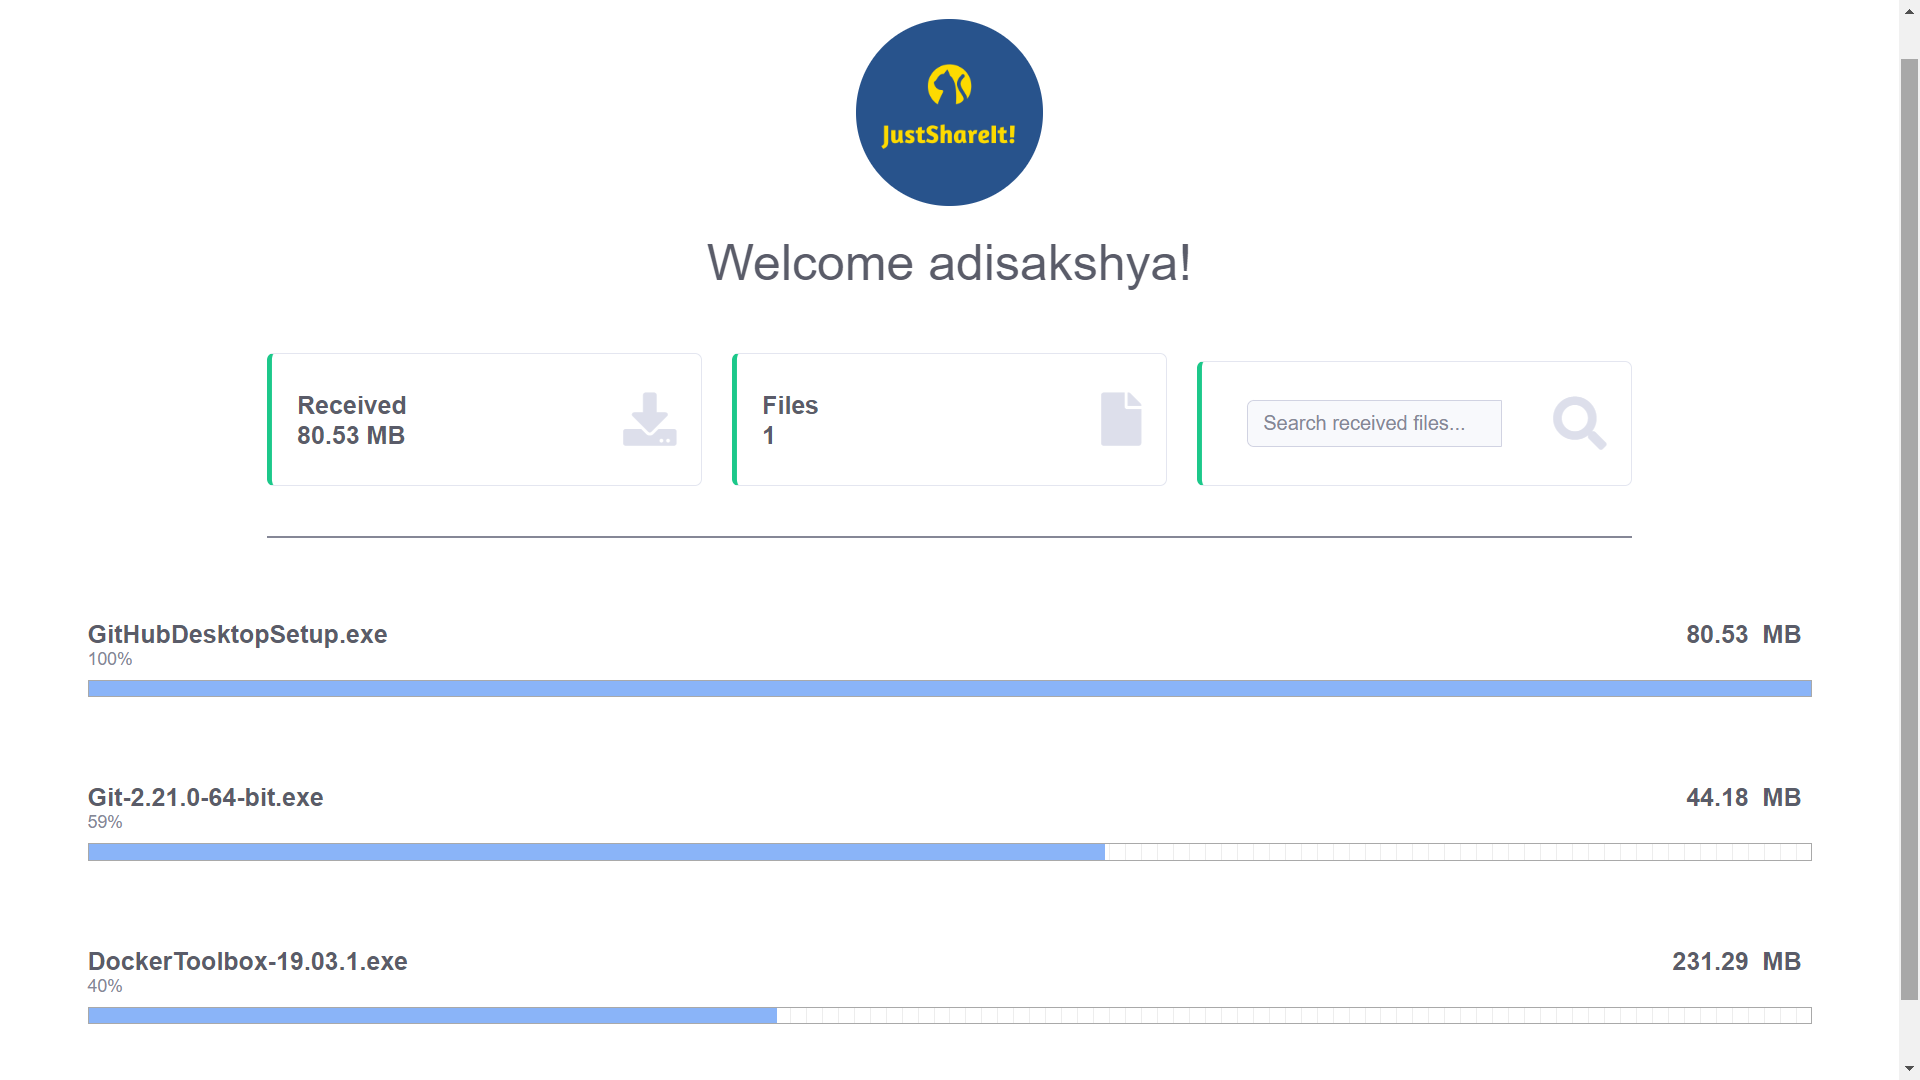 JustShareIt!
Welcome adisakshya!
Received
80.53 MB
Files
1
Search received files...
GitHubDesktopSetup.exe
80.53 MB
100%
Git-2.21.0-64-bit.exe
44.18 MB
59%
DockerToolbox-19.03.1.exe
231.29 MB
40%